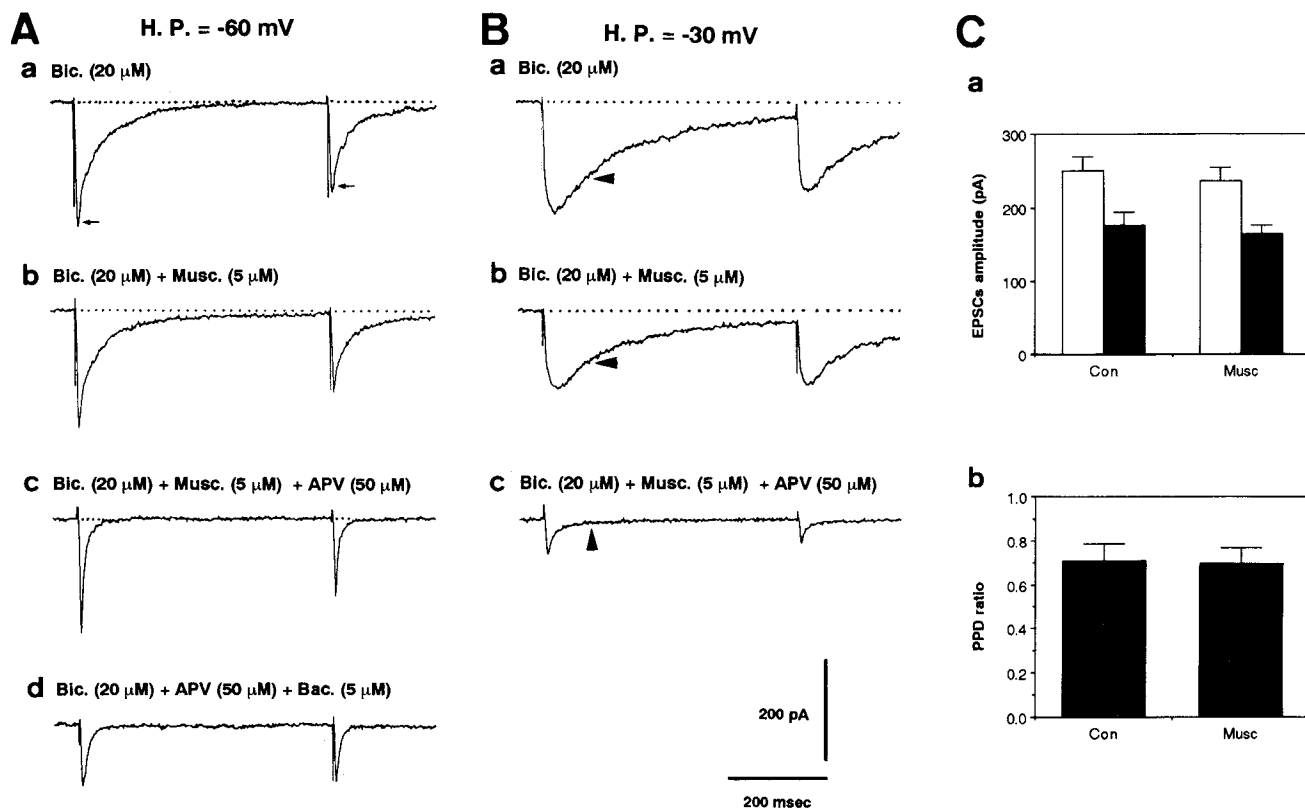 A
H. P. = -60 mV
a Bic. (20 µM)
b Bic. (20 µM) + Musc. (5 µM)
c Bic. (20 µM) + Musc. (5 µM) + APV (50 µM)
d Bic. (20 µM) + APV (50 µM) + Bac. (5 µM)
B
H. P. = -30 mV
a Bic. (20 µM)
b Bic. (20 µM) + Musc. (5 µM)
c Bic. (20 µM) + Musc. (5 µM) + APV (50 µM)
200 pA
200 msec
C
a
300
200
100
0
EPSCs amplitude (pA)
Con Musc
b
1.0
0.8
0.6
0.4
0.2
0.0
PPD ratio
Con Musc